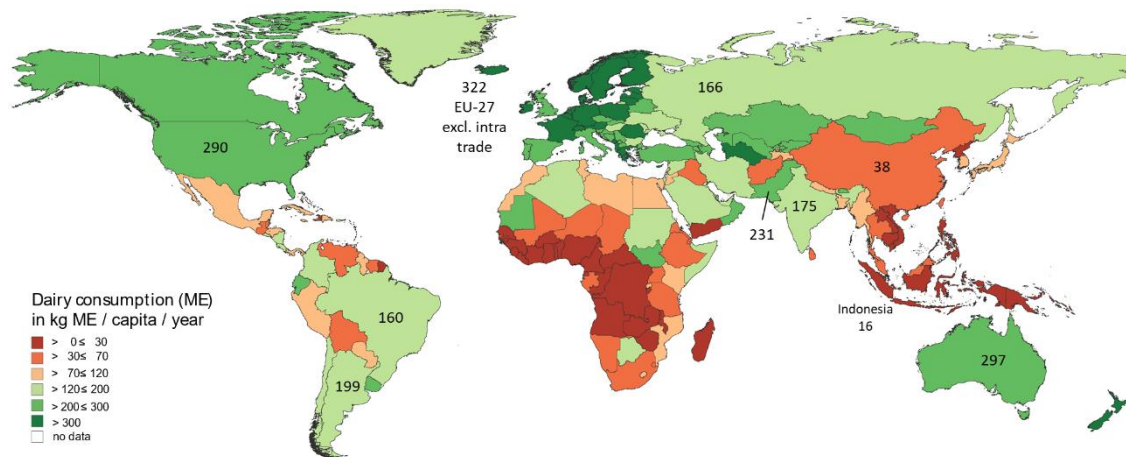 322
EU-27
excl. intra
trade
166
290
38
175
231
Indonesia
16
160
199
297
Dairy consumption (ME)
in kg ME / capita / year
> 0 ≤ 30
> 30 ≤ 70
> 70 ≤ 120
> 120 ≤ 200
> 200 ≤ 300
> 300
no data